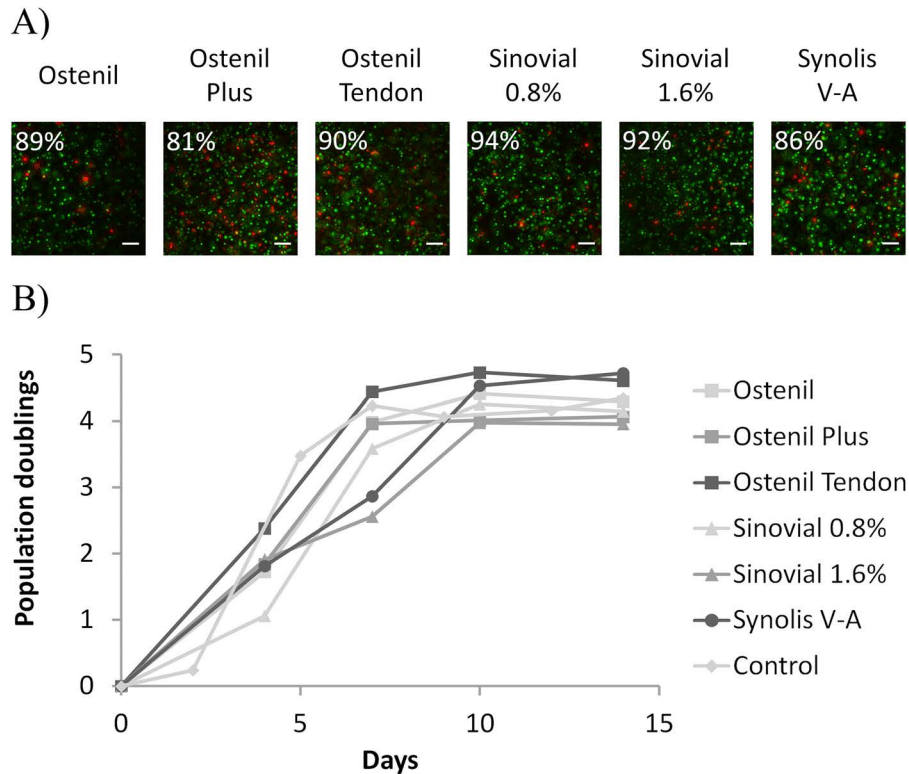 A)
Ostenil
Ostenil Plus
Ostenil Tendon
Sinovial 0.8%
Sinovial 1.6%
Synolis V-A
89%
81%
90%
94%
92%
86%
B)
Population doublings
5
4
3
2
1
0
0
5
10
15
Days
Ostenil
Ostenil Plus
Ostenil Tendon
Sinovial 0.8%
Sinovial 1.6%
Synolis V-A
Control